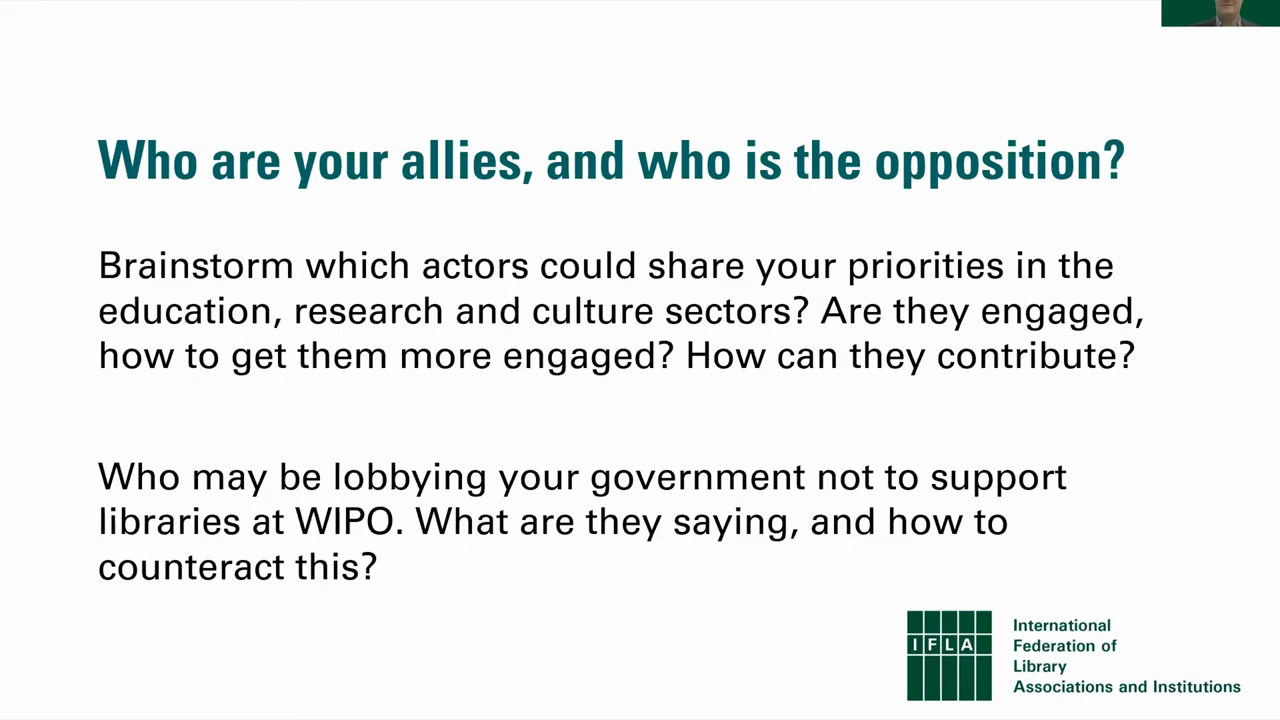 Who are your allies, and who is the opposition?
Brainstorm which actors could share your priorities in the
education, research and culture sectors? Are they engaged,
how to get them more engaged? How can they contribute?
Who may be lobbying your government not to support
libraries at WIPO. What are they saying, and how to
counteract this?
IFLA
International
Federation of
Library
Associations and Institutions